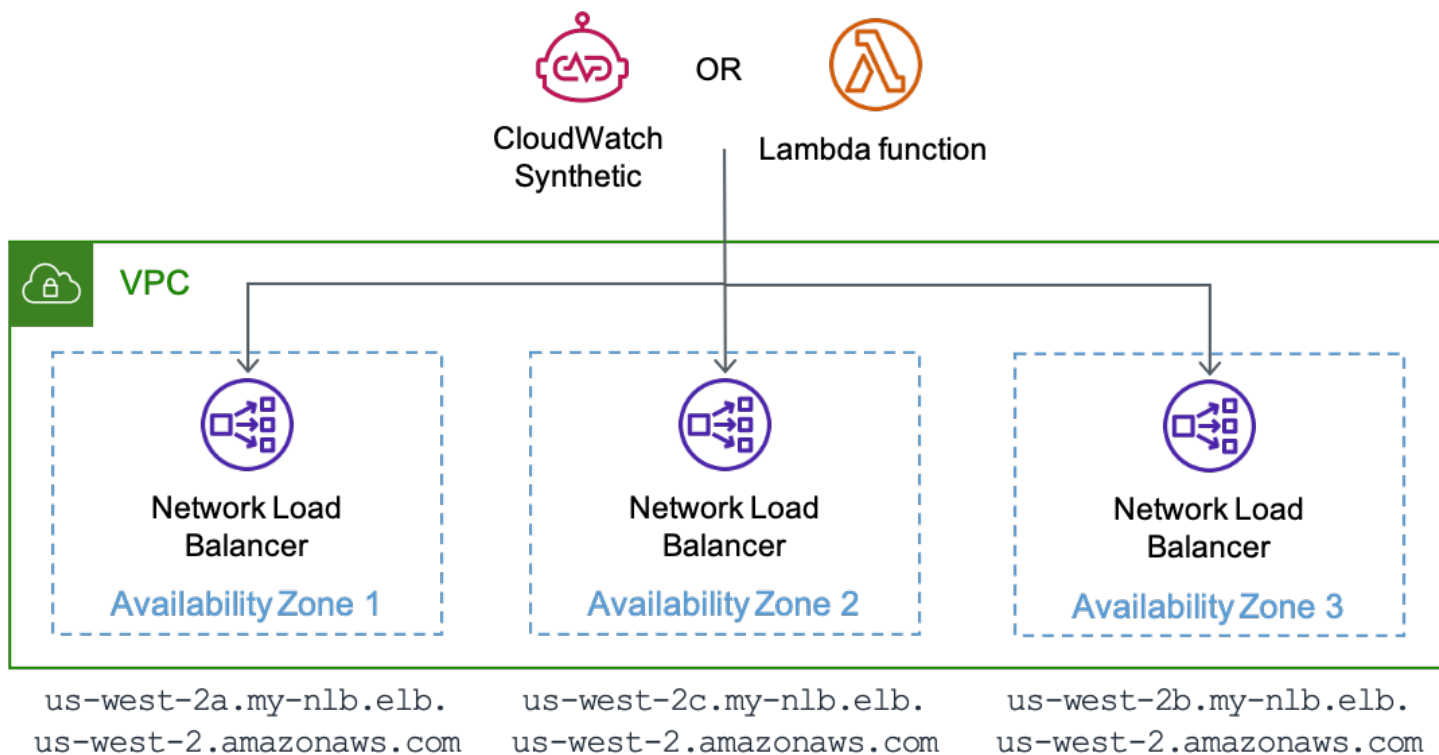 OR
CloudWatch
Synthetic
Lambda function
VPC
Network Load
Balancer
Availability Zone 1
Network Load
Balancer
Availability Zone 2
Network Load
Balancer
Availability Zone 3
us-west-2a.my-nlb.elb.
us-west-2.amazonaws.com
us-west-2c.my-nlb.elb.
us-west-2.amazonaws.com
us-west-2b.my-nlb.elb.
us-west-2.amazonaws.com